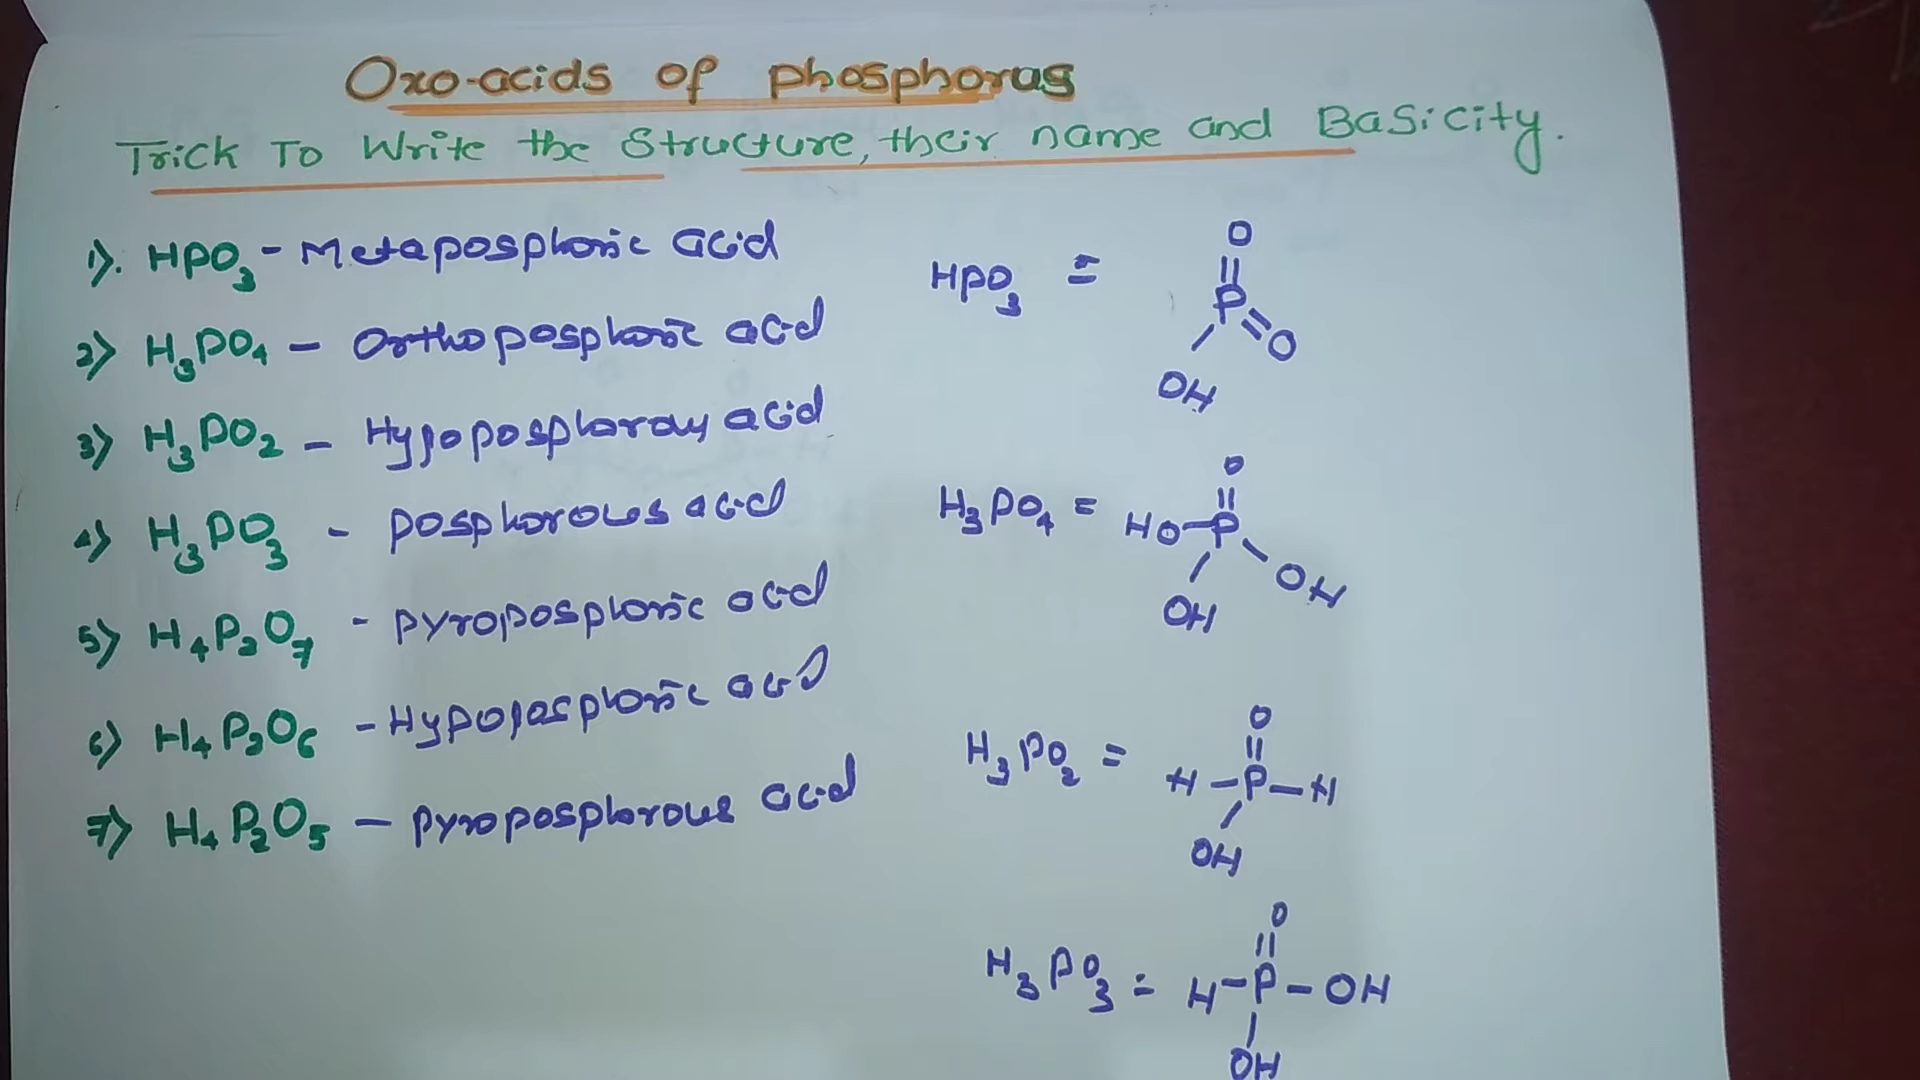 Oxo-acids of phosphorus
Trick To Write the Structure, their name and Basicity.
1). HPO3 - Metaposphoric acid
2) H3PO4 - Orthoposphoric acid
3) H3PO2 - Hypoposphorous acid
4) H3PO3 - posphorous acid
5) H4P2O7 - pyroposphoric acid
6) H4P2O6 - Hypoposphoric acid
7) H4P2O5 - pyroposphorous acid
HPO3 =
O
||
P=O
OH
H3PO4 =
O
||
HO-P
OH
OH
H3PO2 =
O
||
H-P-H
OH
H3PO3 =
O
||
H-P-OH
OH